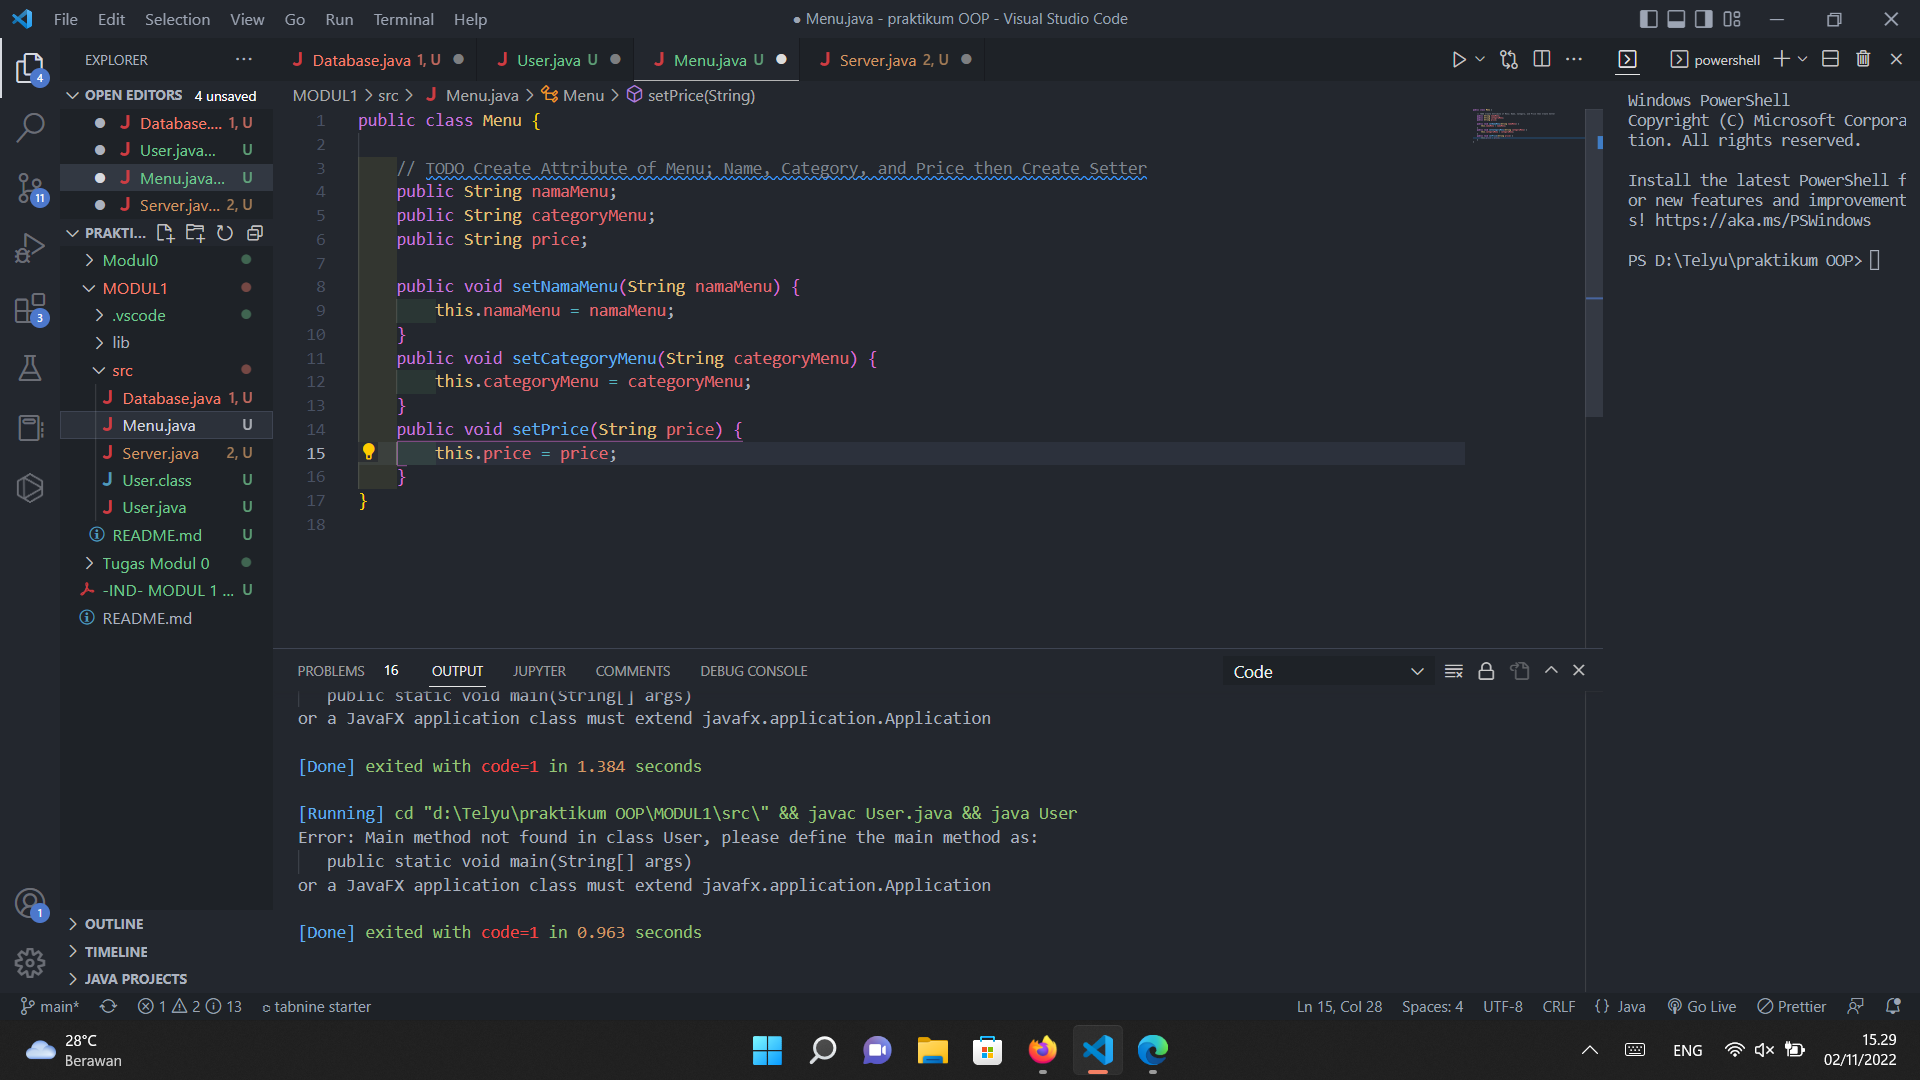 File Edit Selection View Go Run Terminal Help
● Menu.java - praktikum OOP - Visual Studio Code
EXPLORER
Database.java 1, U
User.java U
Menu.java U
Server.java 2, U
powershell
OPEN EDITORS 4 unsaved
Database.... 1, U
User.java... U
Menu.java... U
Server.jav... 2, U
PRAKTI...
Modul0
MODUL1
.vscode
lib
src
Database.java 1, U
Menu.java U
Server.java 2, U
User.class U
User.java U
README.md U
Tugas Modul 0
-IND- MODUL 1 ... U
README.md
OUTLINE
TIMELINE
JAVA PROJECTS
4
11
3
1
MODUL1 > src > Menu.java > Menu > setPrice(String)
1 public class Menu {
2
3 // TODO Create Attribute of Menu; Name, Category, and Price then Create Setter
4 public String namaMenu;
5 public String categoryMenu;
6 public String price;
7
8 public void setNamaMenu(String namaMenu) {
9 this.namaMenu = namaMenu;
10 }
11 public void setCategoryMenu(String categoryMenu) {
12 this.categoryMenu = categoryMenu;
13 }
14 public void setPrice(String price) {
15 this.price = price;
16 }
17 }
18
Windows PowerShell
Copyright (C) Microsoft Corpora
tion. All rights reserved.
Install the latest PowerShell f
or new features and improvement
s! https://aka.ms/PSWindows
PS D:\Telyu\praktikum OOP>
PROBLEMS 16 OUTPUT JUPYTER COMMENTS DEBUG CONSOLE
Code
public static void main(String[] args)
or a JavaFX application class must extend javafx.application.Application
[Done] exited with code=1 in 1.384 seconds
[Running] cd "d:\Telyu\praktikum OOP\MODUL1\src\" && javac User.java && java User
Error: Main method not found in class User, please define the main method as:
public static void main(String[] args)
or a JavaFX application class must extend javafx.application.Application
[Done] exited with code=1 in 0.963 seconds
main* 1 2 13 tabnine starter
Ln 15, Col 28 Spaces: 4 UTF-8 CRLF {} Java Go Live Prettier
28°C
Berawan
ENG
15.29
02/11/2022